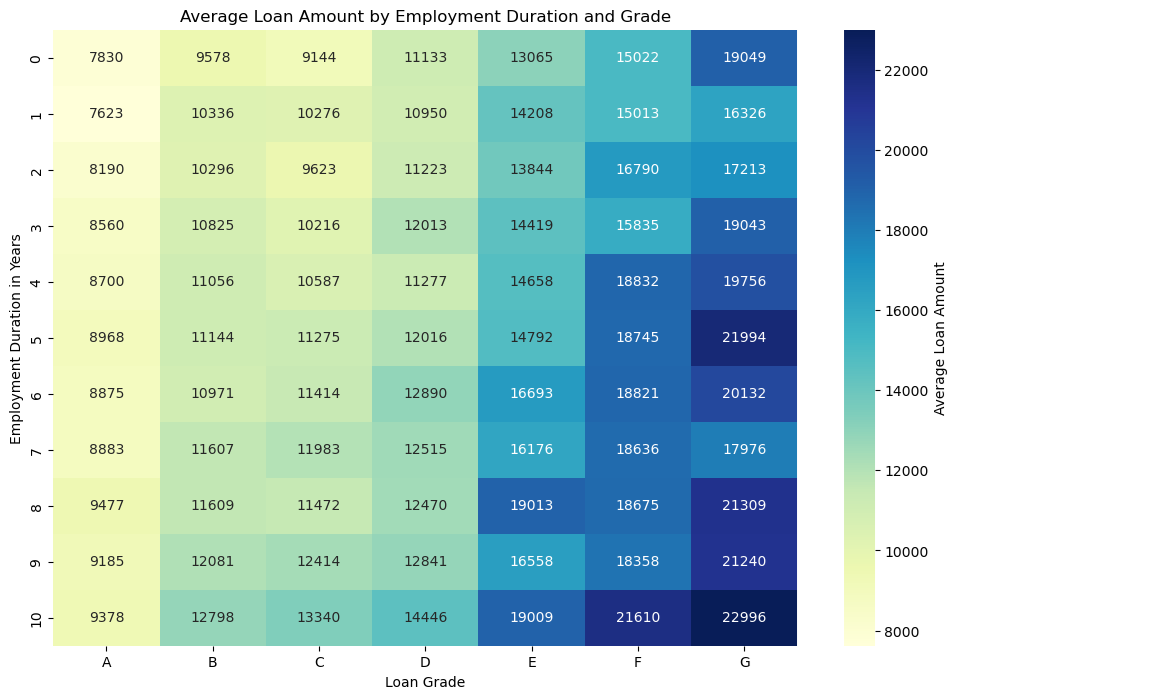 Average Loan Amount by Employment Duration and Grade
Employment Duration in Years
0 7830 9578 9144 11133 13065 15022 19049
1 7623 10336 10276 10950 14208 15013 16326
2 8190 10296 9623 11223 13844 16790 17213
3 8560 10825 10216 12013 14419 15835 19043
4 8700 11056 10587 11277 14658 18832 19756
5 8968 11144 11275 12016 14792 18745 21994
6 8875 10971 11414 12890 16693 18821 20132
7 8883 11607 11983 12515 16176 18636 17976
8 9477 11609 11472 12470 19013 18675 21309
9 9185 12081 12414 12841 16558 18358 21240
10 9378 12798 13340 14446 19009 21610 22996
A B C D E F G
Loan Grade
22000
20000
18000
16000
14000
12000
10000
8000
Average Loan Amount